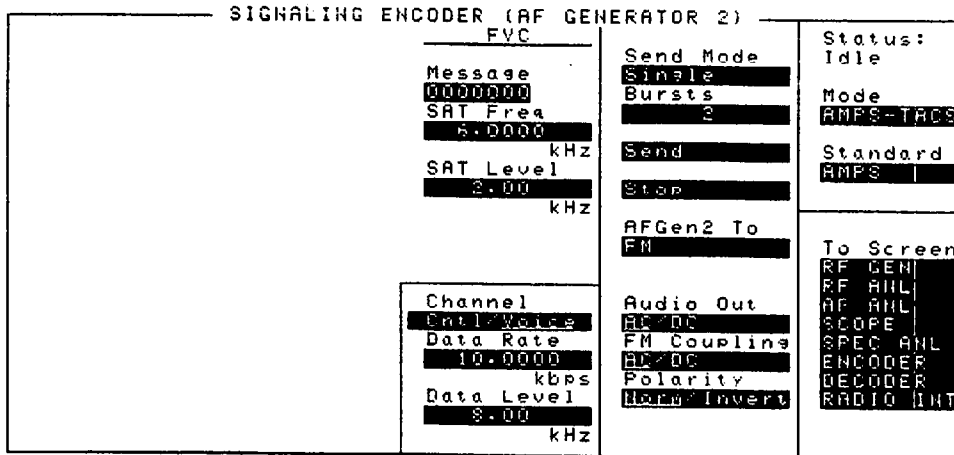 SIGNALING ENCODER (AF GENERATOR 2)
FVC
Message
0000000
SAT Freq
6.0000
kHz
SAT Level
2.00
kHz
Channel
Cntl/Voice
Data Rate
10.0000
kbps
Data Level
8.00
kHz
Send Mode
Single
Bursts
2
Send
Stop
AFGen2 To
FM
Audio Out
AC/DC
FM Coupling
AC/DC
Polarity
Norm/Invert
Status:
Idle
Mode
AMPS-TACS
Standard
AMPS
To Screen
RF GEN
RF ANL
AF ANL
SCOPE
SPEC ANL
ENCODER
DECODER
RADIO INT